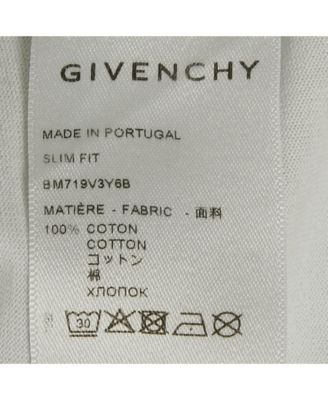 GIVENCHY
MADE IN PORTUGAL
SLIM FIT
BM719V3Y6B
MATIÈRE - FABRIC - 面料
100% COTON
COTTON
コットン
棉
ХЛОПОК
30